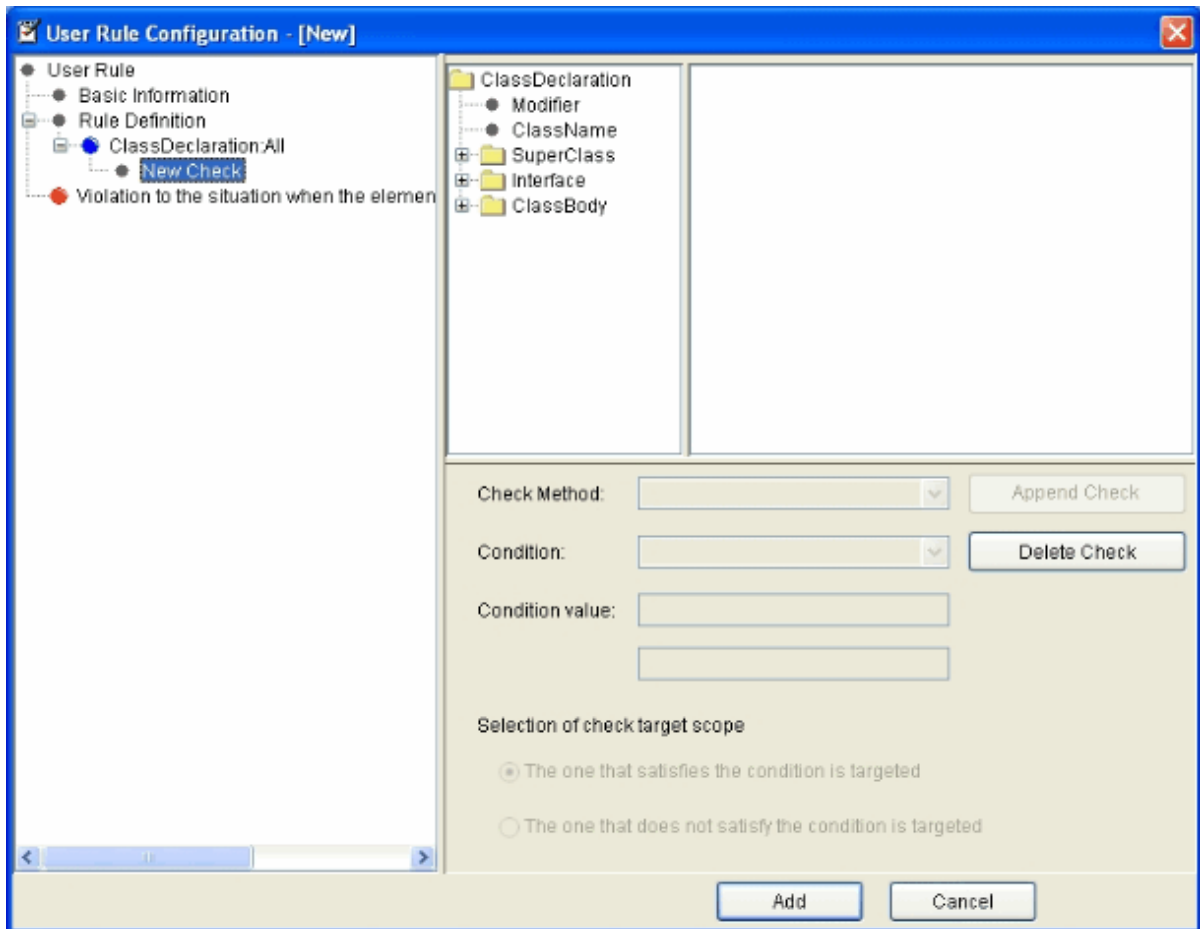 User Rule Configuration - [New]
User Rule
Basic Information
Rule Definition
ClassDeclaration:All
New Check
Violation to the situation when the elemen
ClassDeclaration
Modifier
ClassName
SuperClass
Interface
ClassBody
Check Method:
Append Check
Condition:
Delete Check
Condition value:
Selection of check target scope
The one that satisfies the condition is targeted
The one that does not satisfy the condition is targeted
Add
Cancel